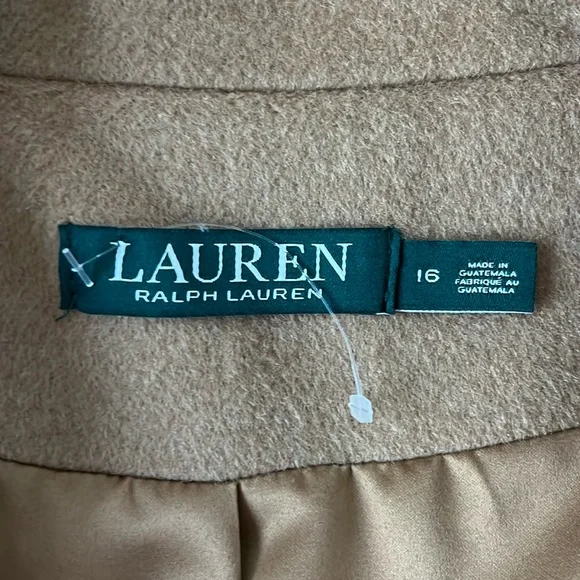 LAUREN
RALPH LAUREN
16
MADE IN
GUATEMALA
FABRIQUÉ AU
GUATEMALA